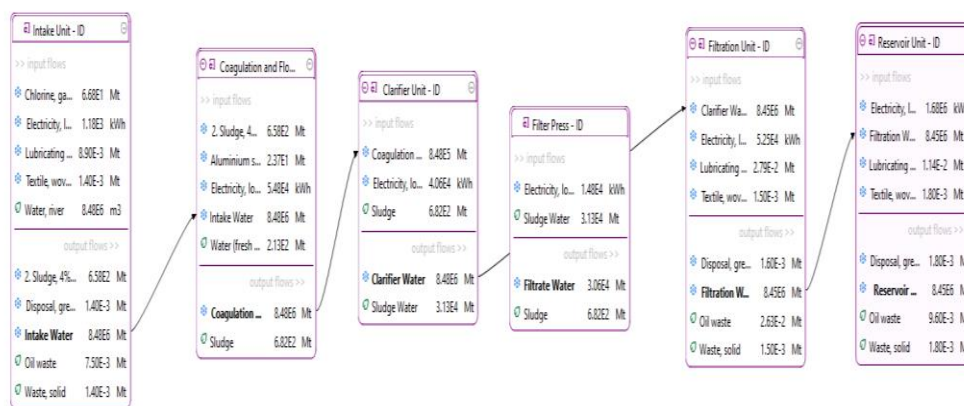 Intake Unit - ID
>> input flows
Chlorine, ga... 6.68E1 Mt
Electricity, l... 1.18E3 kWh
Lubricating ... 8.90E-3 Mt
Textile, wov... 1.40E-3 Mt
Water, river 8.48E6 m3
output flows >>
2. Sludge, 4%... 6.58E2 Mt
Disposal, gre... 1.40E-3 Mt
Intake Water 8.48E6 Mt
Oil waste 7.50E-3 Mt
Waste, solid 1.40E-3 Mt
Coagulation and Flo...
>> input flows
2. Sludge, 4... 6.58E2 Mt
Aluminium s... 2.37E1 Mt
Electricity, lo... 5.48E4 kWh
Intake Water 8.48E6 Mt
Water (fresh ... 2.13E2 Mt
output flows >>
Coagulation ... 8.48E6 Mt
Sludge 6.82E2 Mt
Clarifier Unit - ID
>> input flows
Coagulation ... 8.48E5 Mt
Electricity, lo... 4.06E4 kWh
Sludge 6.82E2 Mt
output flows >>
Clarifier Water 8.48E6 Mt
Sludge Water 3.13E4 Mt
Filter Press - ID
>> input flows
Electricity, lo... 1.48E4 kWh
Sludge Water 3.13E4 Mt
output flows >>
Filtrate Water 3.06E4 Mt
Sludge 6.82E2 Mt
Filtration Unit - ID
>> input flows
Clarifier Wa... 8.45E6 Mt
Electricity, l... 5.25E4 kWh
Lubricating ... 2.79E-2 Mt
Textile, wov... 1.50E-3 Mt
output flows >>
Disposal, gre... 1.60E-3 Mt
Filtration W... 8.45E6 Mt
Oil waste 2.63E-2 Mt
Waste, solid 1.50E-3 Mt
Reservoir Unit - ID
>> input flows
Electricity, l... 1.68E6 kW
Filtration W... 8.45E6 Mt
Lubricating ... 1.14E-2 Mt
Textile, wov... 1.80E-3 Mt
output flows >>
Disposal, gre... 1.80E-3 M
Reservoir ... 8.45E6 M
Oil waste 9.60E-3 M
Waste, solid 1.80E-3 M